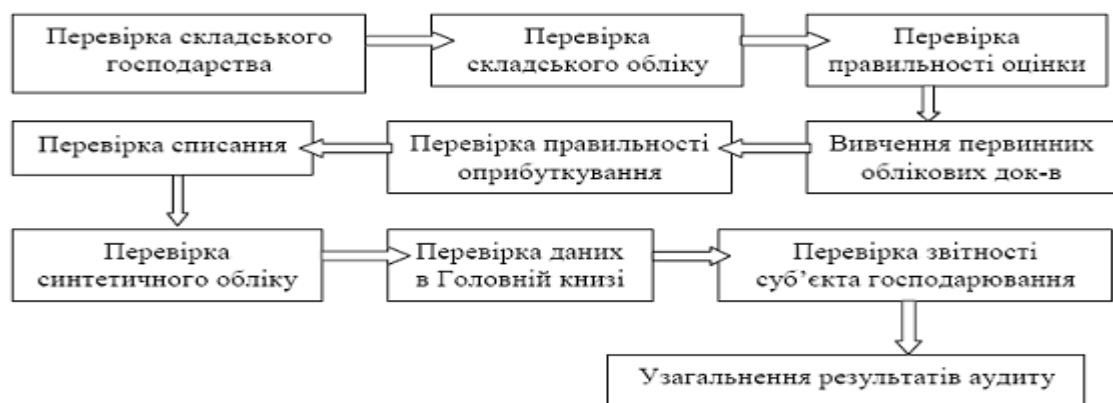 Перевірка складського
господарства
Перевірка
складського обліку
Перевірка
правильності оцінки
Вивчення первинних
облікових док-в
Перевірка правильності
оприбуткування
Перевірка списання
Перевірка
синтетичного обліку
Перевірка даних
в Головній книзі
Перевірка звітності
суб’єкта господарювання
Узагальнення результатів аудиту